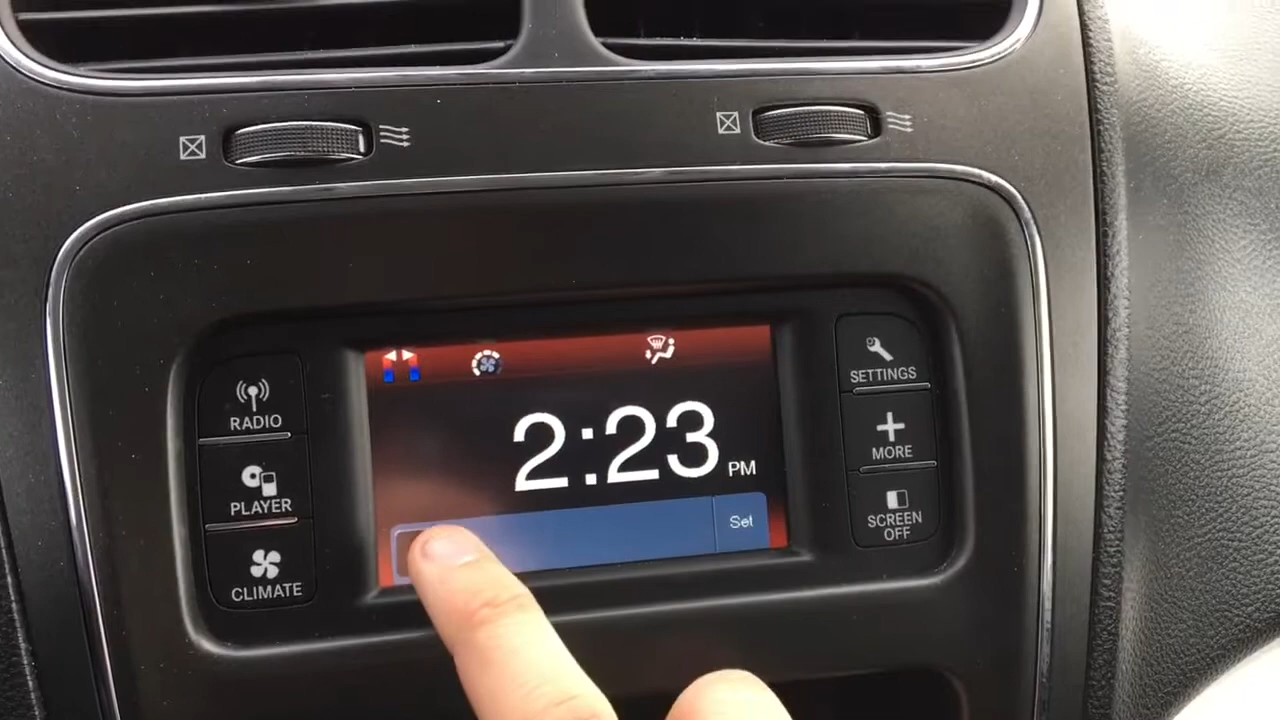 RADIO
PLAYER
CLIMATE
2:23 PM
Set
SETTINGS
MORE
SCREEN
OFF